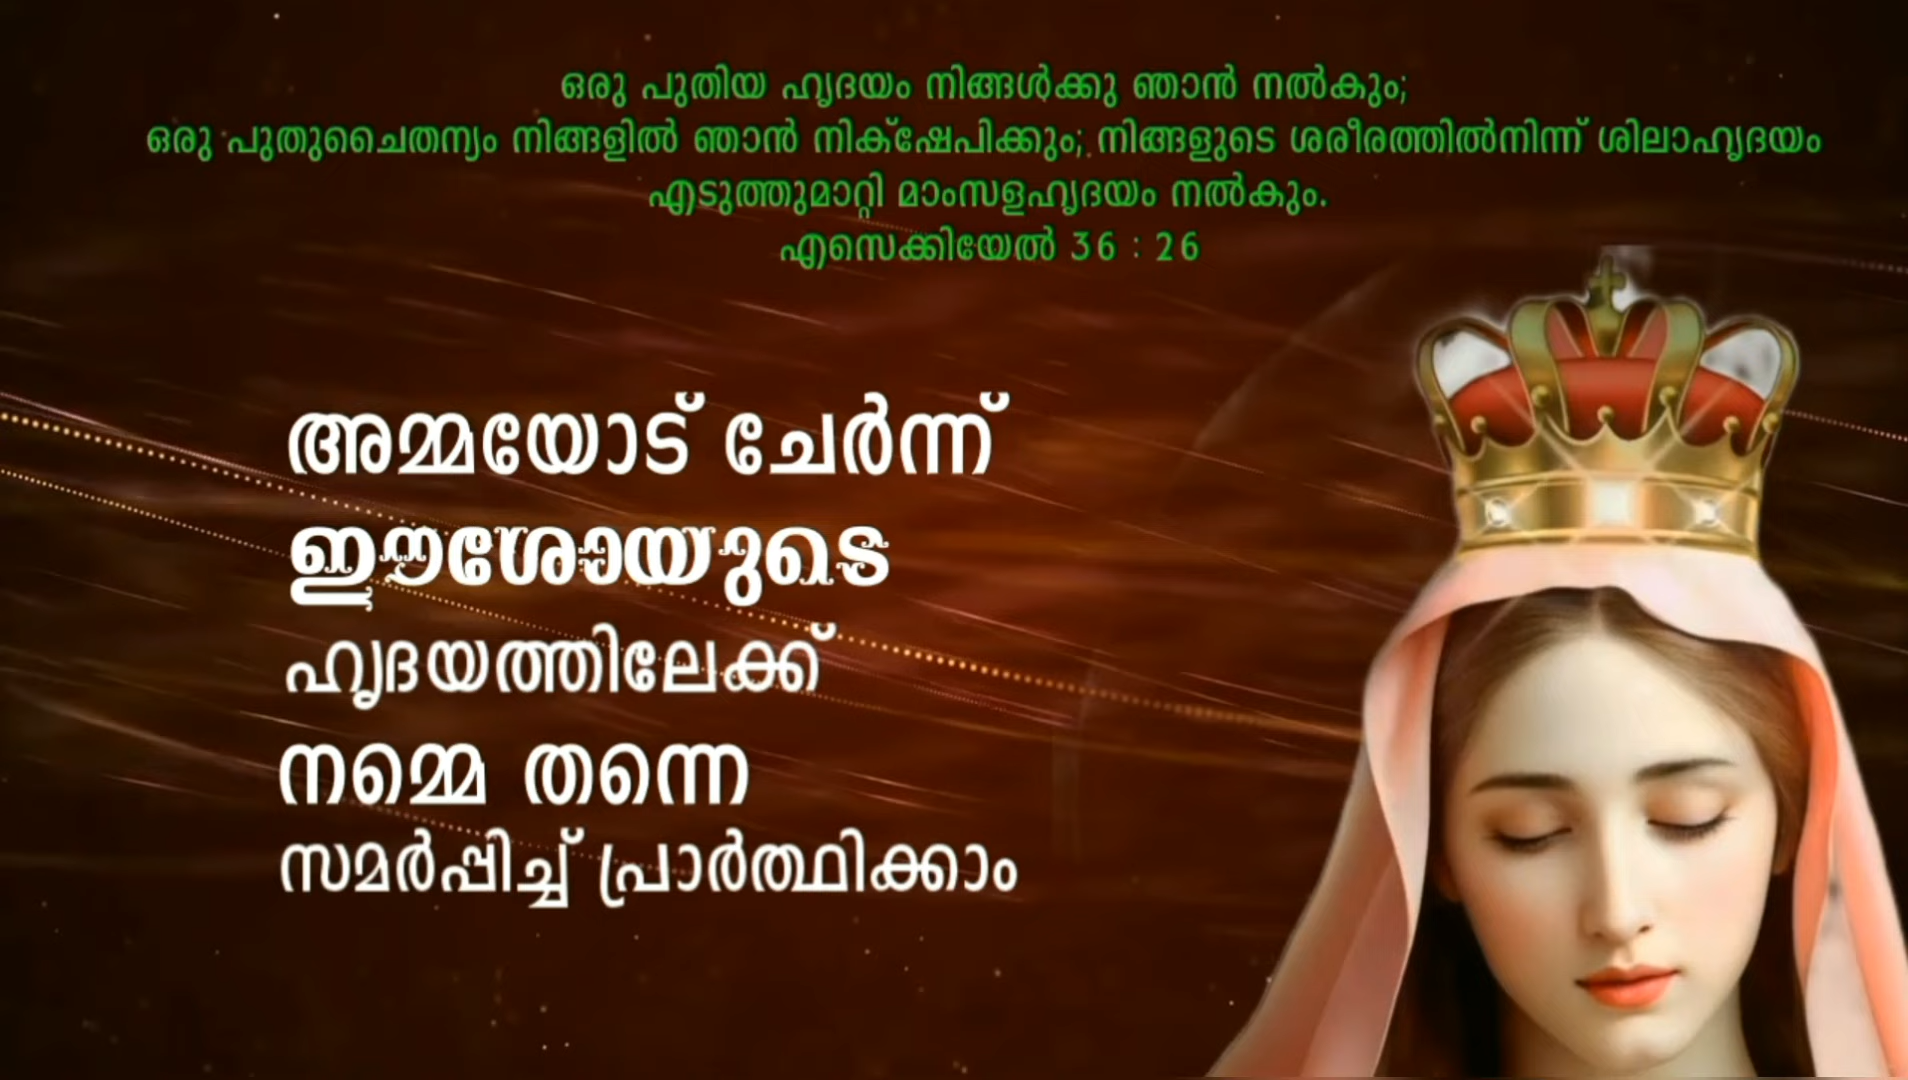 ഒരു പുതിയ ഹൃദയം നിങ്ങൾക്കു ഞാൻ നൽകും;
ഒരു പുതുചൈതന്യം നിങ്ങളിൽ ഞാൻ നിക്ഷേപിക്കും; നിങ്ങളുടെ ശരീരത്തിൽനിന്ന് ശിലാഹൃദയം
എടുത്തുമാറ്റി മാംസളഹൃദയം നൽകും.
എസെക്കിയേൽ 36 : 26
അമ്മയോട് ചേർന്ന്
ഈശോയുടെ
ഹൃദയത്തിലേക്ക്
നമ്മെ തന്നെ
സമർപ്പിച്ച് പ്രാർത്ഥിക്കാം